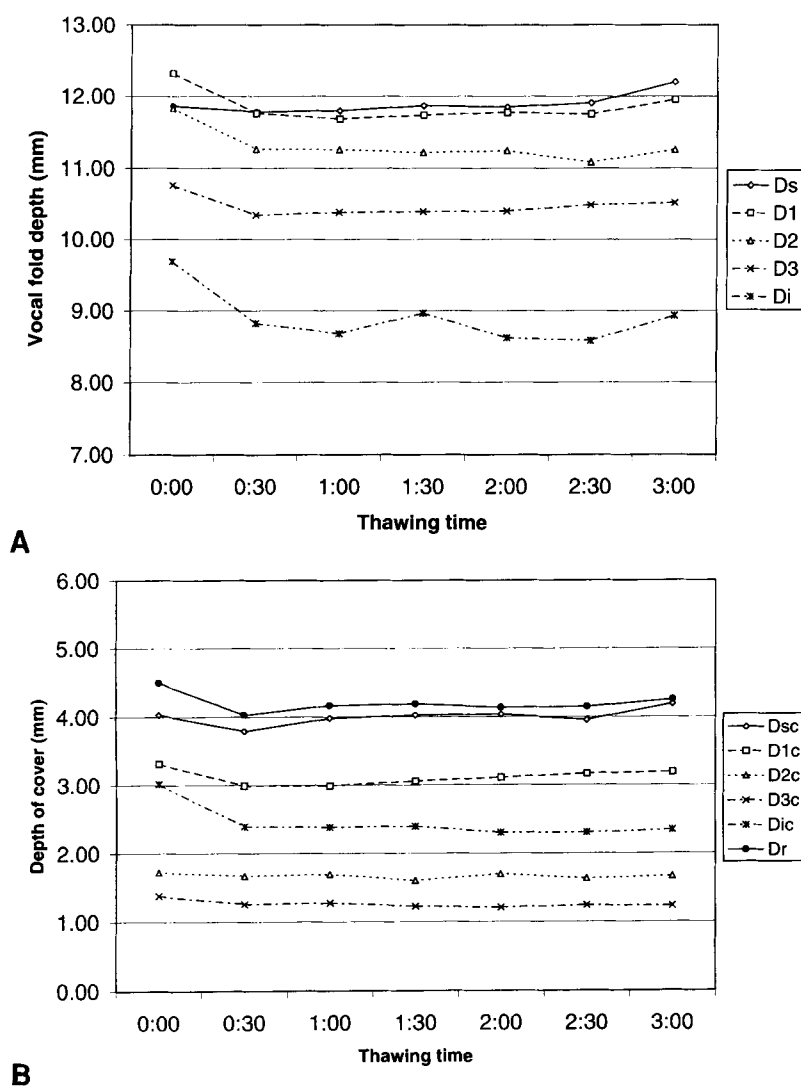 13.00
12.00
11.00
10.00
9.00
8.00
7.00
Vocal fold depth (mm)
0:00 0:30 1:00 1:30 2:00 2:30 3:00
Thawing time
Ds
D1
D2
D3
Di
A
6.00
5.00
4.00
3.00
2.00
1.00
0.00
Depth of cover (mm)
0:00 0:30 1:00 1:30 2:00 2:30 3:00
Thawing time
Dsc
D1c
D2c
D3c
Dic
Dr
B